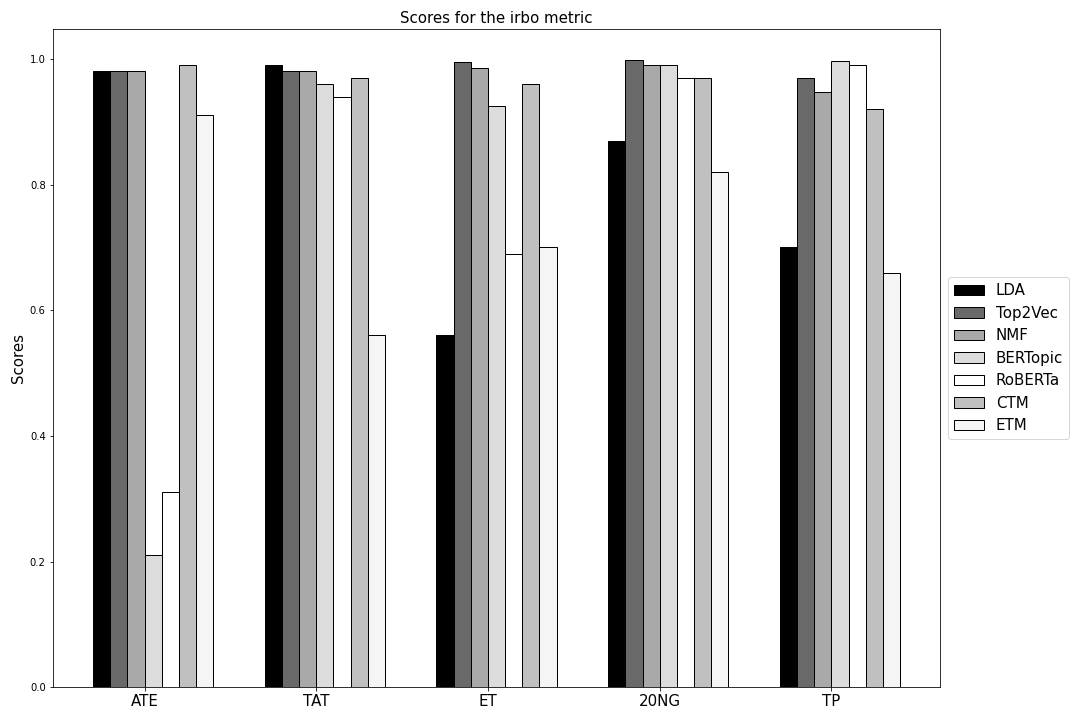 Scores for the irbo metric
Scores
1.0
0.8
0.6
0.4
0.2
0.0
ATE TAT ET 20NG TP
LDA
Top2Vec
NMF
BERTopic
RoBERTa
CTM
ETM